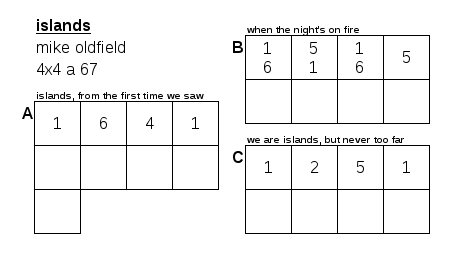 islands
mike oldfield
4x4 a 67
islands, from the first time we saw
A
1 6 4 1
when the night's on fire
B
1 5 1 5
6 1 6
we are islands, but never too far
C
1 2 5 1